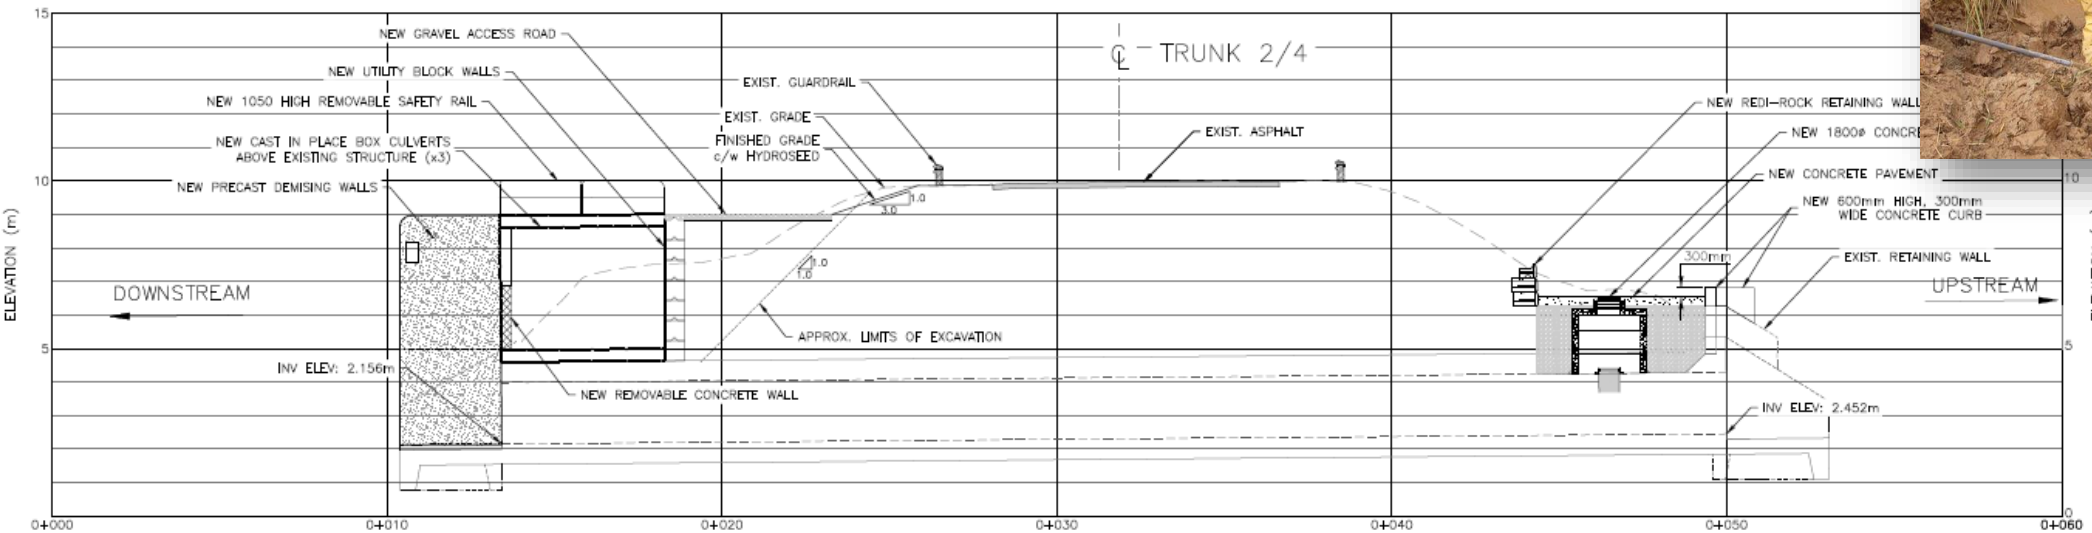 15
NEW GRAVEL ACCESS ROAD
NEW UTILITY BLOCK WALLS
NEW 1050 HIGH REMOVABLE SAFETY RAIL
NEW CAST IN PLACE BOX CULVERTS
ABOVE EXISTING STRUCTURE (x3)
NEW PRECAST DEMISING WALLS
EXIST. GUARDRAIL
EXIST. GRADE
FINISHED GRADE
c/w HYDROSEED
℄ TRUNK 2/4
EXIST. ASPHALT
NEW REDI-ROCK RETAINING WALL
NEW 1800ø
NEW CONCRETE PAVEMENT
NEW 600mm HIGH, 300mm
WIDE CONCRETE CURB
EXIST. RETAINING WALL
10
10
1.0
3.0
1.0
1.0
300mm
ELEVATION (m)
DOWNSTREAM
UPSTREAM
APPROX. LIMITS OF EXCAVATION
5
5
INV ELEV: 2.156m
NEW REMOVABLE CONCRETE WALL
INV ELEV: 2.452m
0
0+000
0+010
0+020
0+030
0+040
0+050
0+060